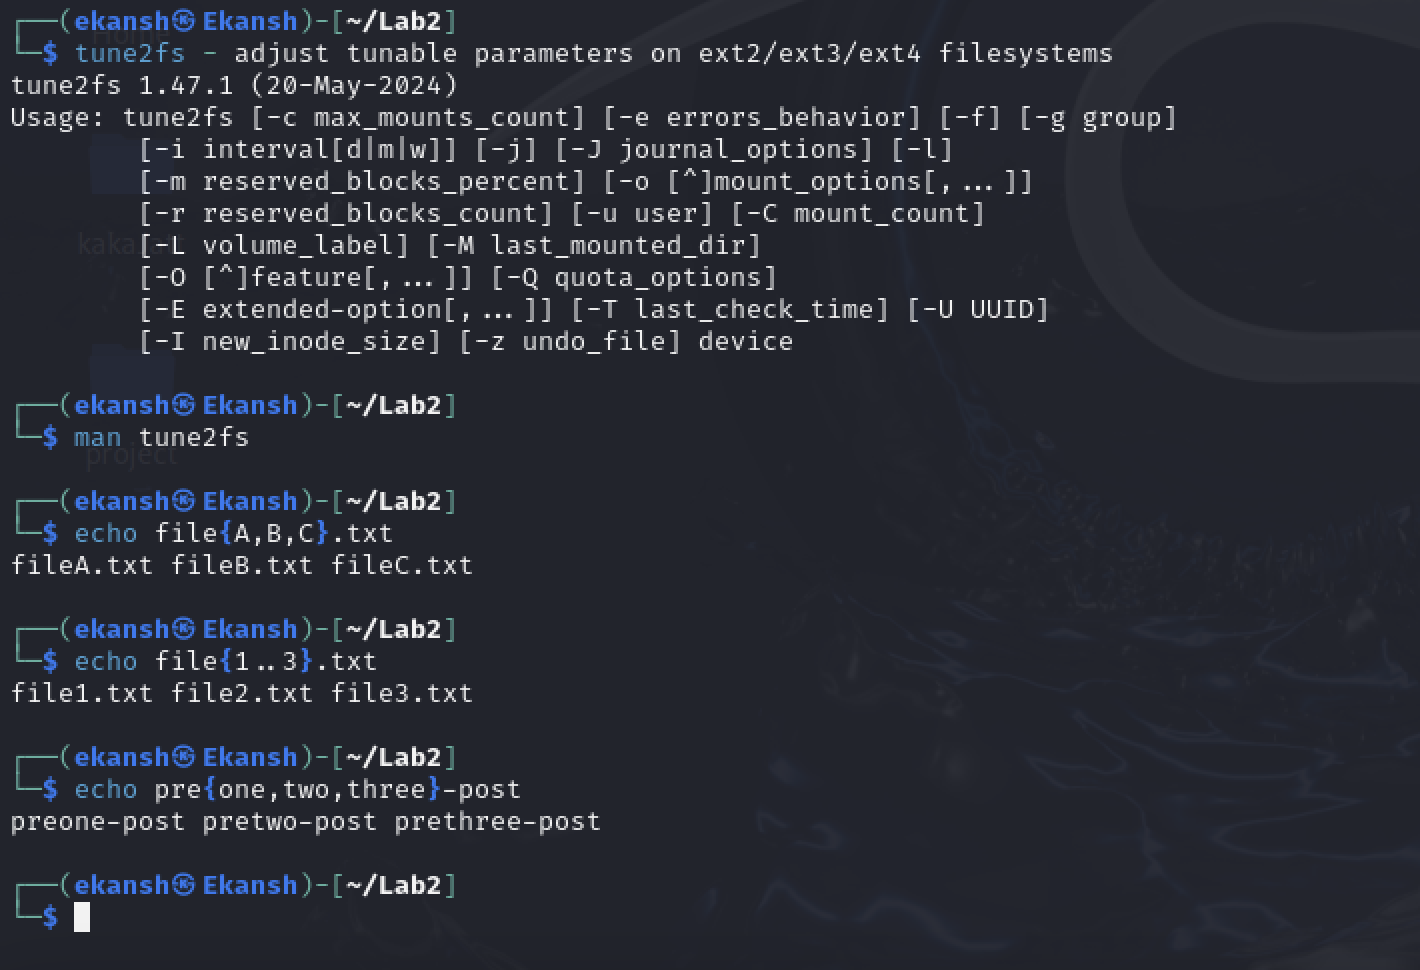 ┌──(ekansh㉿Ekansh)-[~/Lab2]
└─$ tune2fs - adjust tunable parameters on ext2/ext3/ext4 filesystems
tune2fs 1.47.1 (20-May-2024)
Usage: tune2fs [-c max_mounts_count] [-e errors_behavior] [-f] [-g group]
        [-i interval[d|m|w]] [-j] [-J journal_options] [-l]
        [-m reserved_blocks_percent] [-o [^]mount_options[,...]]
        [-r reserved_blocks_count] [-u user] [-C mount_count]
        [-L volume_label] [-M last_mounted_dir]
        [-O [^]feature[,...]] [-Q quota_options]
        [-E extended-option[,...]] [-T last_check_time] [-U UUID]
        [-I new_inode_size] [-z undo_file] device
┌──(ekansh㉿Ekansh)-[~/Lab2]
└─$ man tune2fs
project
┌──(ekansh㉿Ekansh)-[~/Lab2]
└─$ echo file{A,B,C}.txt
fileA.txt fileB.txt fileC.txt
┌──(ekansh㉿Ekansh)-[~/Lab2]
└─$ echo file{1..3}.txt
file1.txt file2.txt file3.txt
┌──(ekansh㉿Ekansh)-[~/Lab2]
└─$ echo pre{one,two,three}-post
preone-post pretwo-post prethree-post
┌──(ekansh㉿Ekansh)-[~/Lab2]
└─$